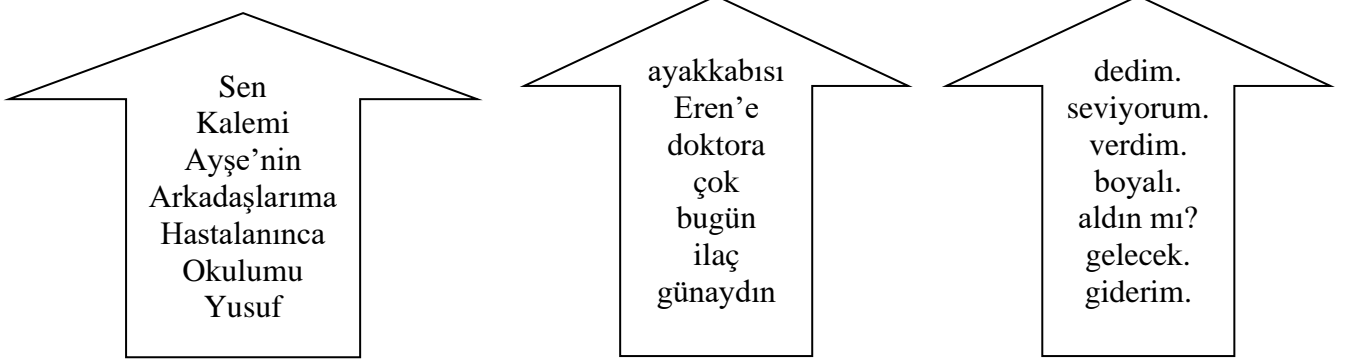 Sen
Kalemi
Ayşe’nin
Arkadaşlarıma
Hastalanınca
Okulumu
Yusuf
ayakkabısı
Eren’e
doktora
çok
bugün
ilaç
günaydın
dedim.
seviyorum.
verdim.
boyalı.
aldın mı?
gelecek.
giderim.